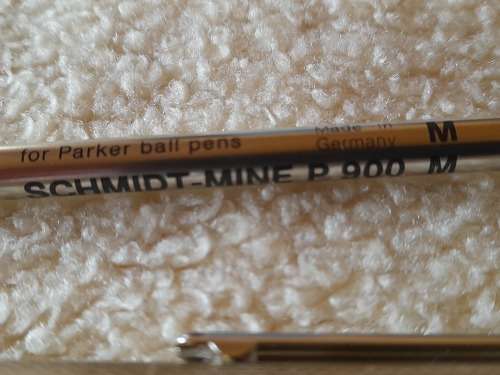 for Parker ball pens
Made in
Germany
M
SCHMIDT-MINE P 900 M